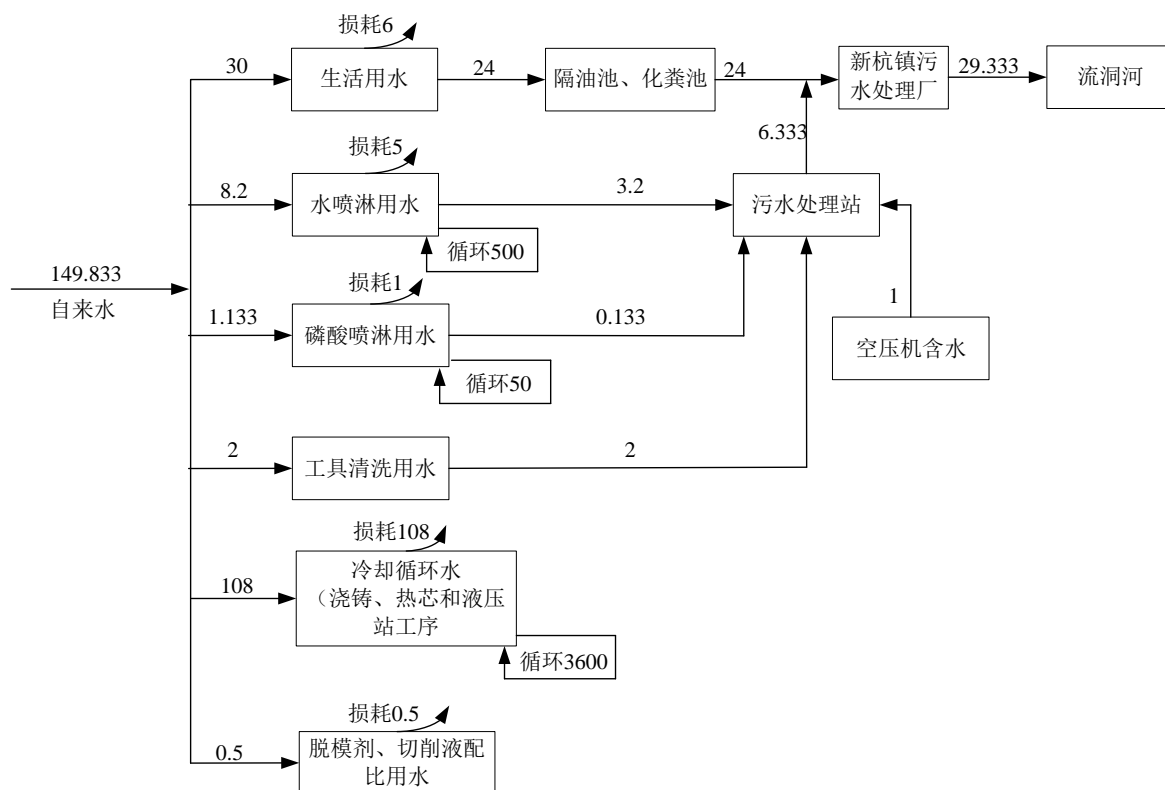 损耗6
30
生活用水
24
隔油池、化粪池
24
新杭镇污
水处理厂
29.333
流洞河
6.333
损耗5
8.2
水喷淋用水
3.2
污水处理站
循环500
149.833
自来水
损耗1
1.133
磷酸喷淋用水
0.133
1
空压机含水
循环50
2
工具清洗用水
2
损耗108
108
冷却循环水
（浇铸、热芯和液压
站工序
循环3600
损耗0.5
0.5
脱模剂、切削液配
比用水